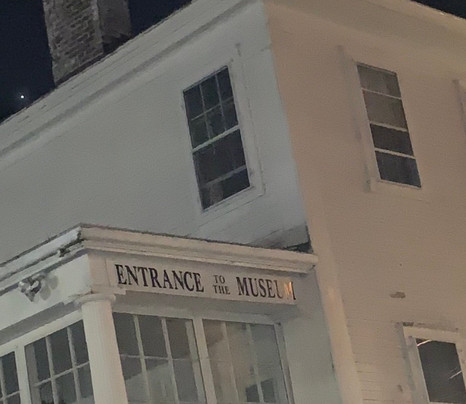 ENTRANCE TO THE MUSEUM